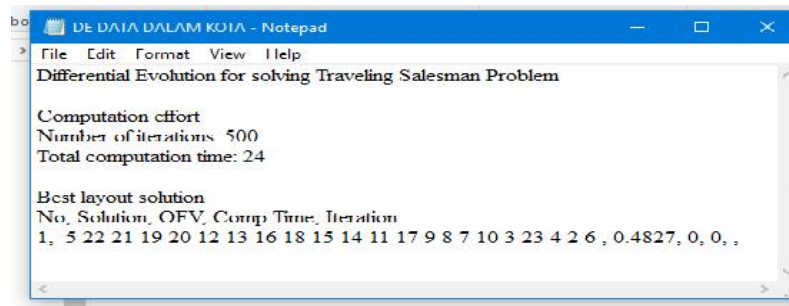 bo
DE DATA DALAM KOTA - Notepad
File Edit Format View Help
Differential Evolution for solving Traveling Salesman Problem
Computation effort
Number of iterations 500
Total computation time: 24
Best layout solution
No, Solution, OFV, Comp Time, Iteration
1, 5 22 21 19 20 12 13 16 18 15 14 11 17 9 8 7 10 3 23 4 2 6 , 0.4827, 0, 0, ,